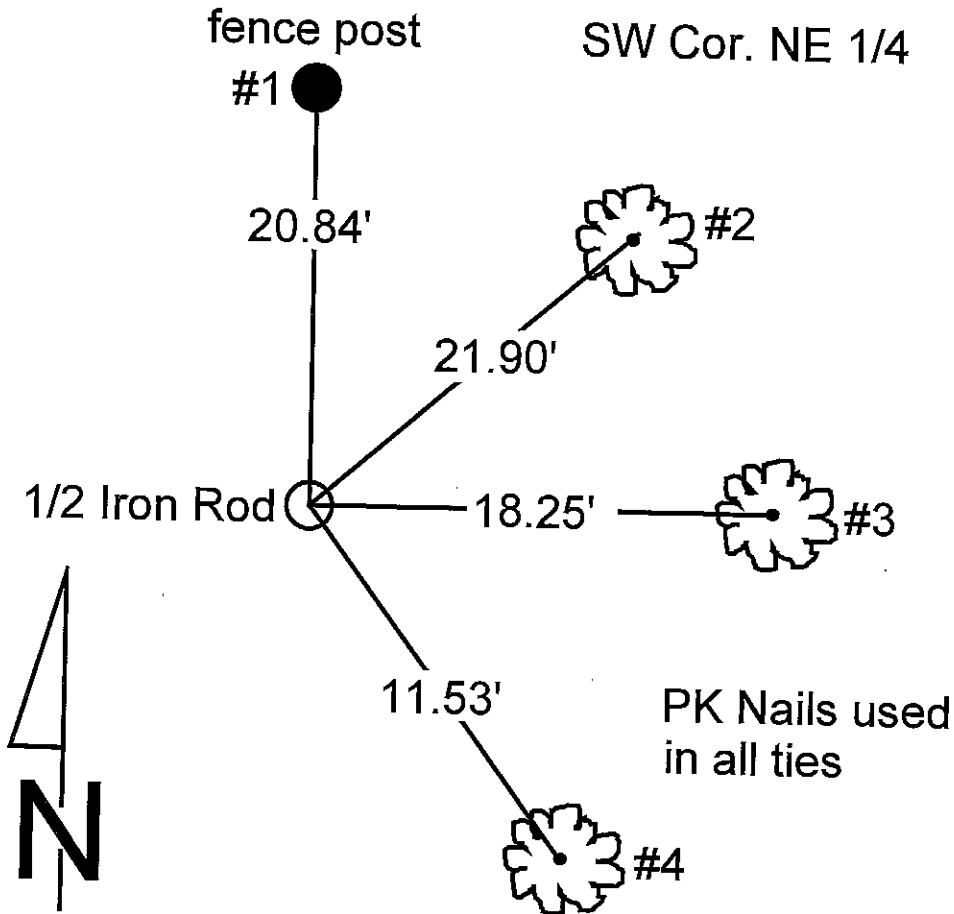 fence post
SW Cor. NE 1/4
#1
20.84'
#2
21.90'
1/2 Iron Rod
18.25'
#3
11.53'
PK Nails used
in all ties
N
#4